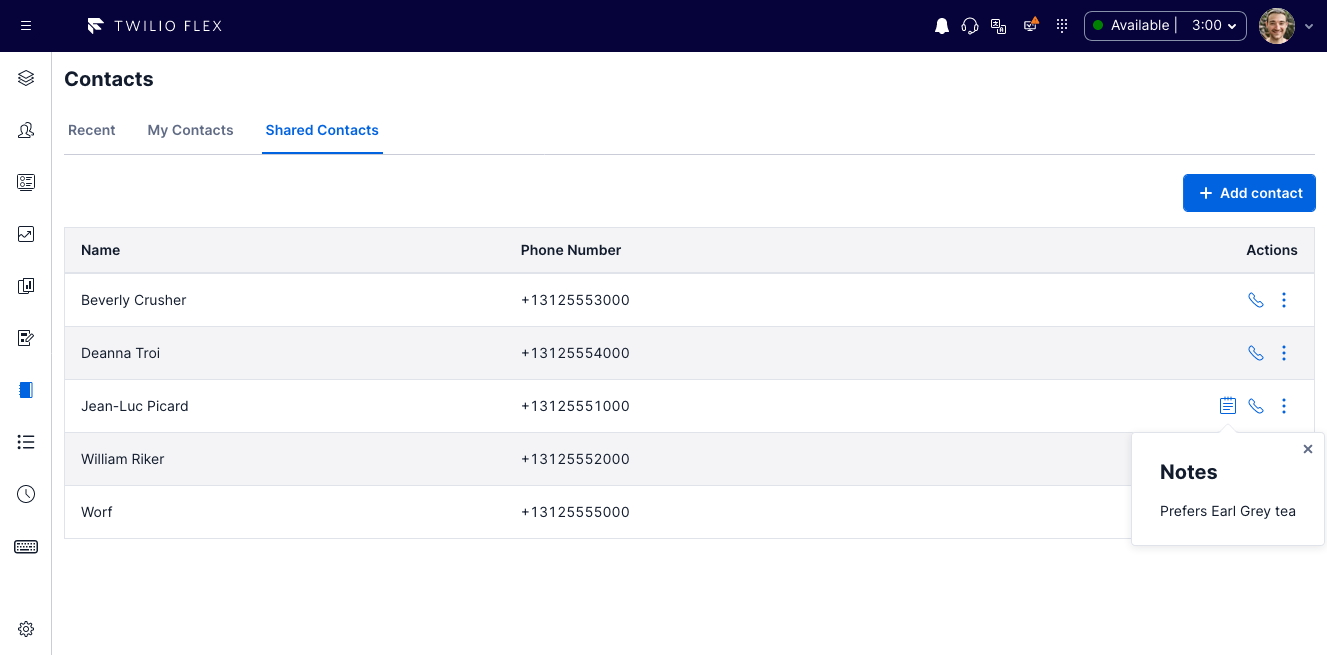 TWILIO FLEX
Available | 3:00
Contacts
Recent My Contacts Shared Contacts
Add contact
Name Phone Number Actions
Beverly Crusher +13125553000
Deanna Troi +13125554000
Jean-Luc Picard +13125551000
William Riker +13125552000
Worf +13125555000
Notes
Prefers Earl Grey tea